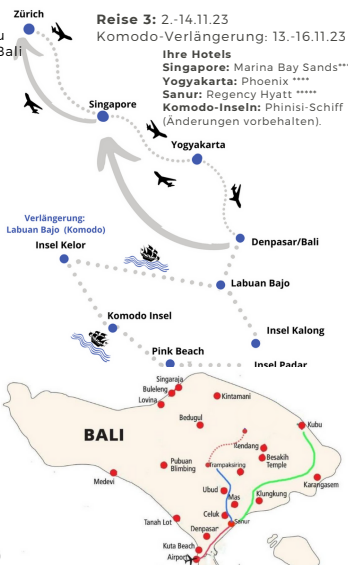 Zürich
Reise 3: 2.-14.11.23
Komodo-Verlängerung: 13.-16.11.23
u
Bali
Ihre Hotels
Singapore: Marina Bay Sands**
Yogyakarta: Phoenix ****
Sanur: Regency Hyatt *****
Komodo-Inseln: Phinisi-Schiff
(Änderungen vorbehalten).
Singapore
Yogyakarta
Verlängerung:
Labuan Bajo (Komodo)
Insel Kelor
Denpasar/Bali
Labuan Bajo
Komodo Insel
Insel Kalong
Pink Beach
Insel Padar
Singaraja
Buleleng
Lovina
Kintamani
Bedugul
Kubu
BALI
Rendang
Pubuan
Blimbing
Trampaksiring
Besakih
Temple
Medevi
Karangasem
Ubud
Mas
Klungkung
Celuk
Tanah Lot
Sanur
Denpasar
Kuta Beach
Airport